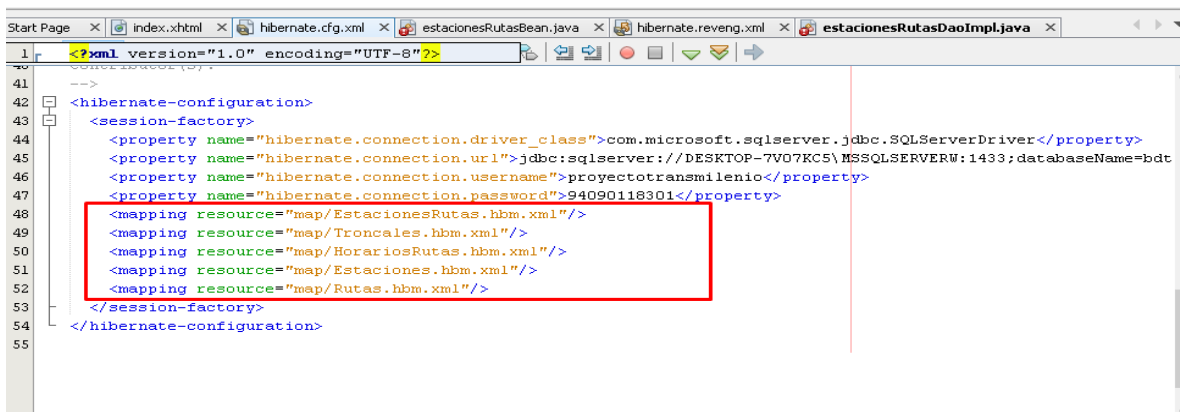 Start Page index.xhtml hibernate.cfg.xml estacionesRutasBean.java hibernate.reveng.xml estacionesRutasDaoImpl.java
1 <?xml version="1.0" encoding="UTF-8"?>
41 -->
42 <hibernate-configuration>
43 <session-factory>
44 <property name="hibernate.connection.driver_class">com.microsoft.sqlserver.jdbc.SQLServerDriver</property>
45 <property name="hibernate.connection.url">jdbc:sqlserver://DESKTOP-7VO7KC5\MSSQLSERVERW:1433;databaseName=bdt
46 <property name="hibernate.connection.username">proyectotransmilenio</property>
47 <property name="hibernate.connection.password">94090118301</property>
48 <mapping resource="map/EstacionesRutas.hbm.xml"/>
49 <mapping resource="map/Troncales.hbm.xml"/>
50 <mapping resource="map/HorariosRutas.hbm.xml"/>
51 <mapping resource="map/Estaciones.hbm.xml"/>
52 <mapping resource="map/Rutas.hbm.xml"/>
53 </session-factory>
54 </hibernate-configuration>
55